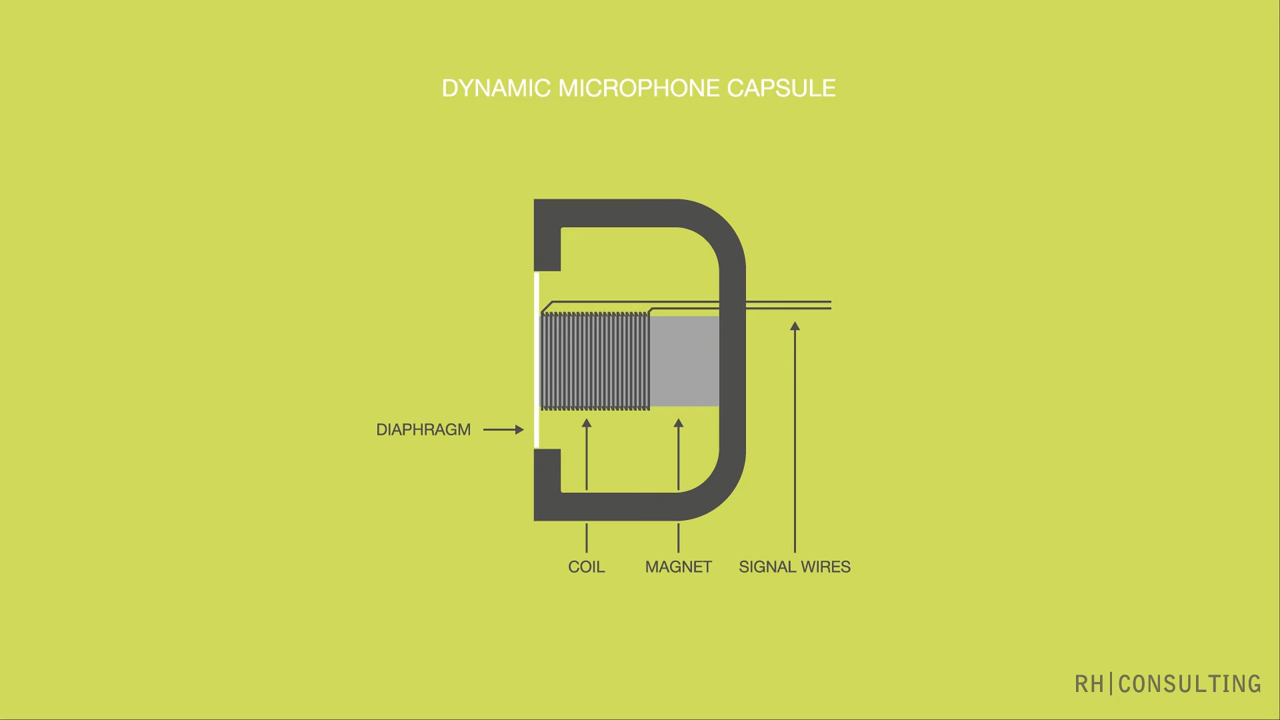 DYNAMIC MICROPHONE CAPSULE
DIAPHRAGM
COIL
MAGNET
SIGNAL WIRES
RH|CONSULTING